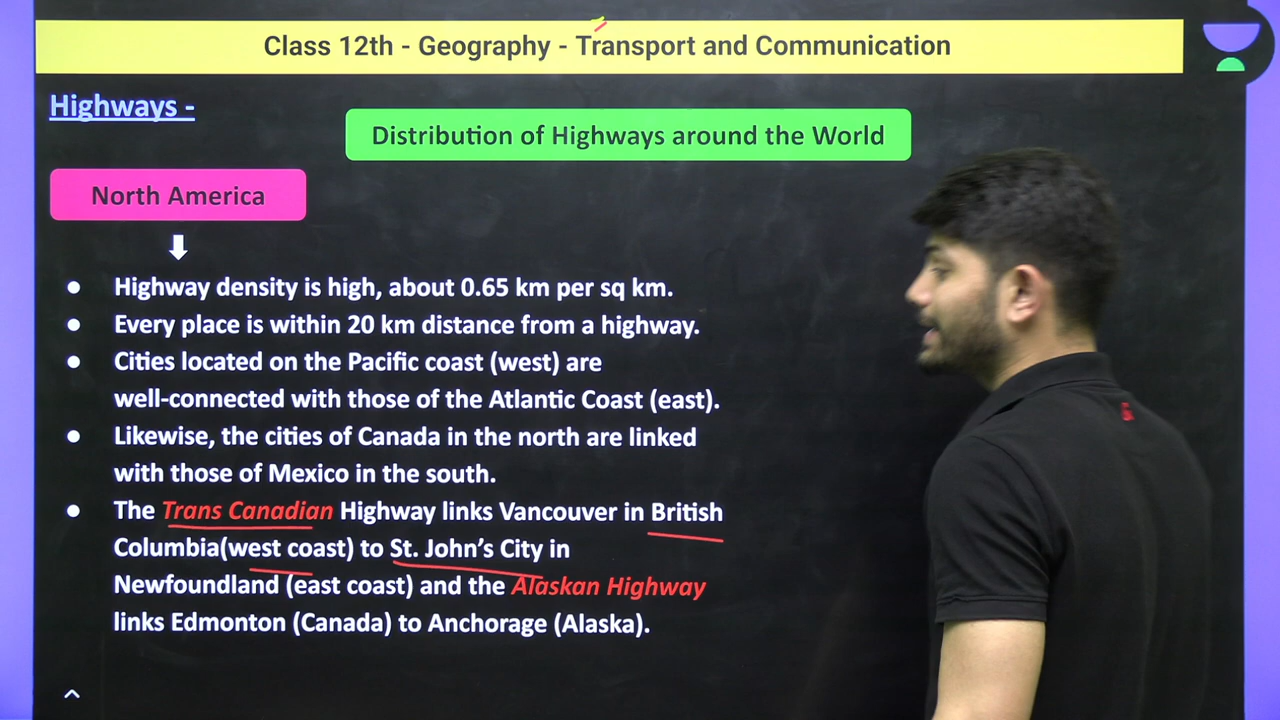 Class 12th - Geography - Transport and Communication
Highways -
Distribution of Highways around the World
North America
● Highway density is high, about 0.65 km per sq km.
● Every place is within 20 km distance from a highway.
● Cities located on the Pacific coast (west) are
well-connected with those of the Atlantic Coast (east).
● Likewise, the cities of Canada in the north are linked
with those of Mexico in the south.
● The Trans Canadian Highway links Vancouver in British
Columbia(west coast) to St. John's City in
Newfoundland (east coast) and the Alaskan Highway
links Edmonton (Canada) to Anchorage (Alaska).